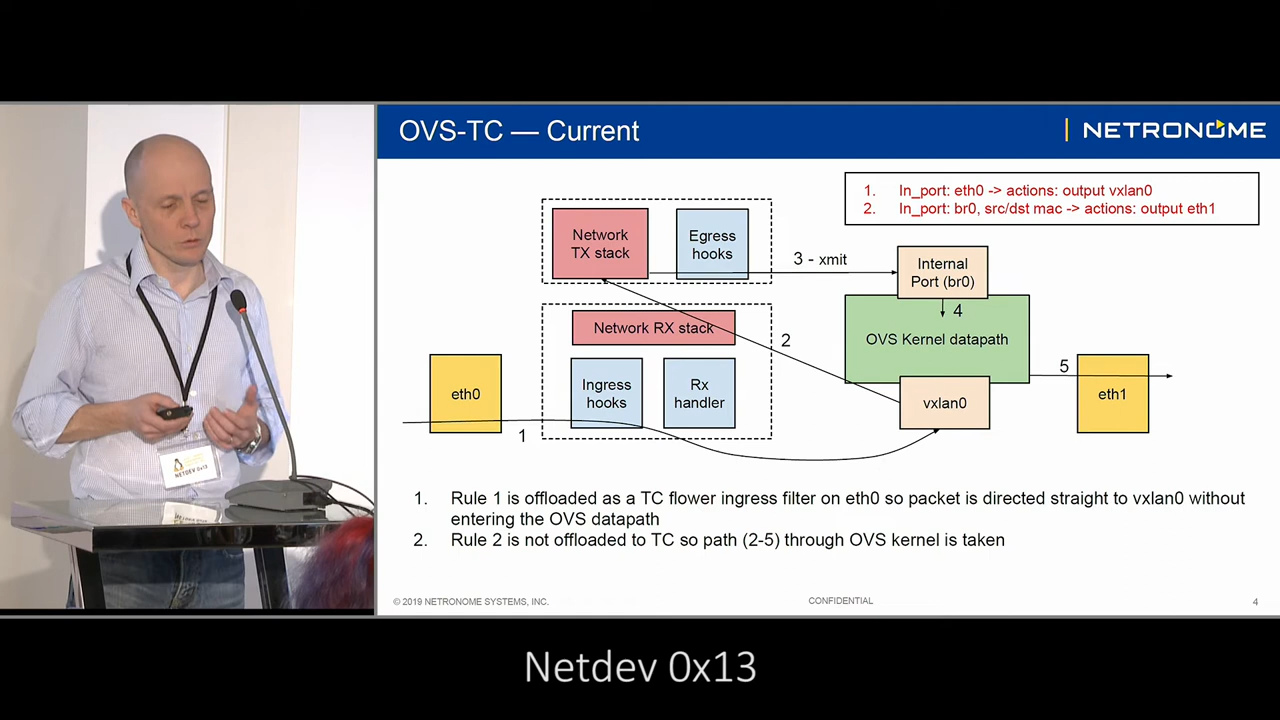 OVS-TC — Current
NETRONOME
1. In_port: eth0 -> actions: output vxlan0
2. In_port: br0, src/dst mac -> actions: output eth1
Network
TX stack
Egress
hooks
3 - xmit
Internal
Port (br0)
4
Network RX stack
2
OVS Kernel datapath
eth0
Ingress
hooks
Rx
handler
vxlan0
5
eth1
1
1. Rule 1 is offloaded as a TC flower ingress filter on eth0 so packet is directed straight to vxlan0 without
entering the OVS datapath
2. Rule 2 is not offloaded to TC so path (2-5) through OVS kernel is taken
© 2019 NETRONOME SYSTEMS, INC.
CONFIDENTIAL
4
NETDEV 0x13
Netdev 0x13